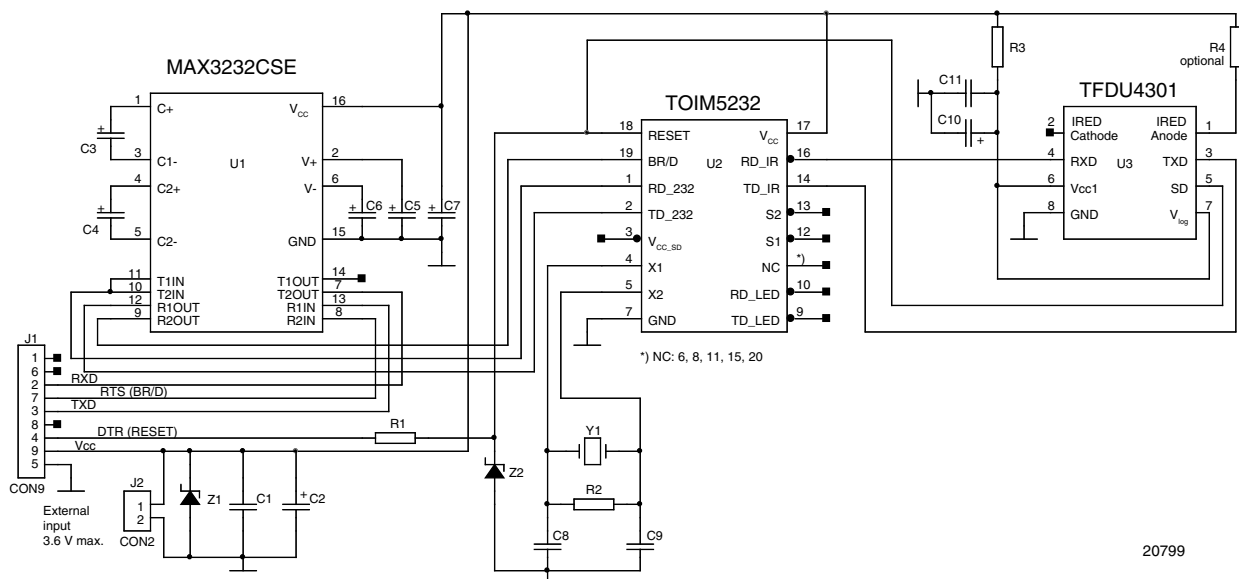 MAX3232CSE
1 C+
3 C1-
4 C2+
5 C2-
11 T1IN
10 T2IN
12 R1OUT
9 R2OUT
U1
VCC 16
V+ 2
V- 6
GND 15
T1OUT 14
T2OUT 7
R1IN 13
R2IN 8
C3
+
C4
+
+ C6
+ C5
+ C7
TOIM5232
18 RESET
19 BR/D
1 RD_232
2 TD_232
3 VCC_SD
4 X1
5 X2
7 GND
U2
VCC 17
RD_IR 16
TD_IR 14
S2 13
S1 12
NC *)
RD_LED 10
TD_LED 9
*) NC: 6, 8, 11, 15, 20
R3
R4
optional
C11
C10
+
TFDU4301
2 IRED
Cathode
4 RXD
6 Vcc1
8 GND
U3
IRED
Anode 1
TXD 3
SD 5
Vlog 7
J1
1
6
2 RXD
7 RTS (BR/D)
3 TXD
8
4 DTR (RESET)
9 Vcc
5
CON9
External
input
3.6 V max.
J2
1
2
CON2
Z1
C1
+ C2
R1
Z2
Y1
R2
C8
C9
20799